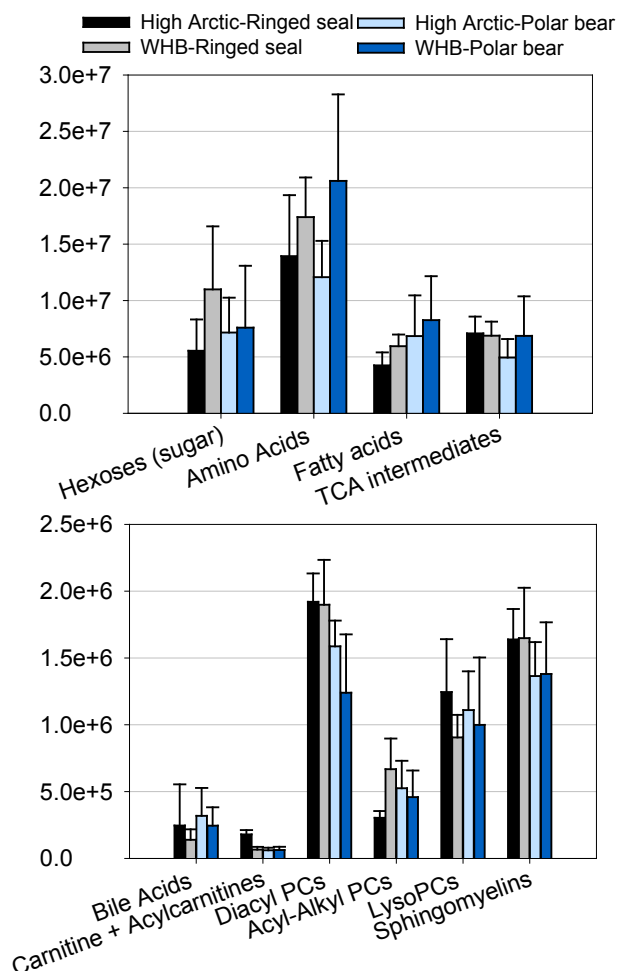 High Arctic-Ringed seal High Arctic-Polar bear
WHB-Ringed seal WHB-Polar bear
3.0e+7
2.5e+7
2.0e+7
1.5e+7
1.0e+7
5.0e+6
0.0
Hexoses (sugar)
Amino Acids
Fatty acids
TCA intermediates
2.5e+6
2.0e+6
1.5e+6
1.0e+6
5.0e+5
0.0
Bile Acids
Carnitine + Acylcarnitines
Diacyl PCs
Acyl-Alkyl PCs
LysoPCs
Sphingomyelins